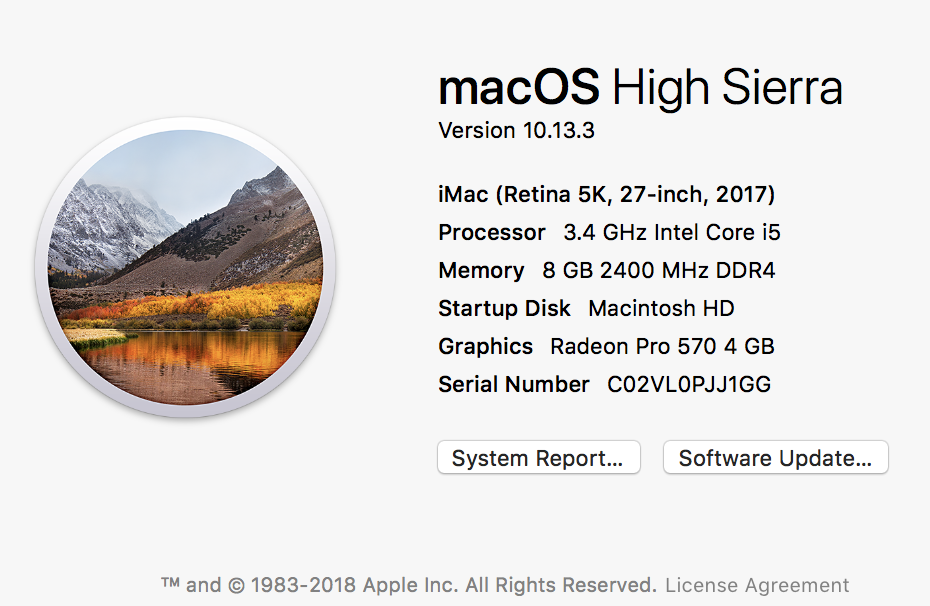 macOS High Sierra
Version 10.13.3
iMac (Retina 5K, 27-inch, 2017)
Processor 3.4 GHz Intel Core i5
Memory 8 GB 2400 MHz DDR4
Startup Disk Macintosh HD
Graphics Radeon Pro 570 4 GB
Serial Number C02VL0PJJ1GG
System Report... Software Update...
™ and © 1983-2018 Apple Inc. All Rights Reserved. License Agreement